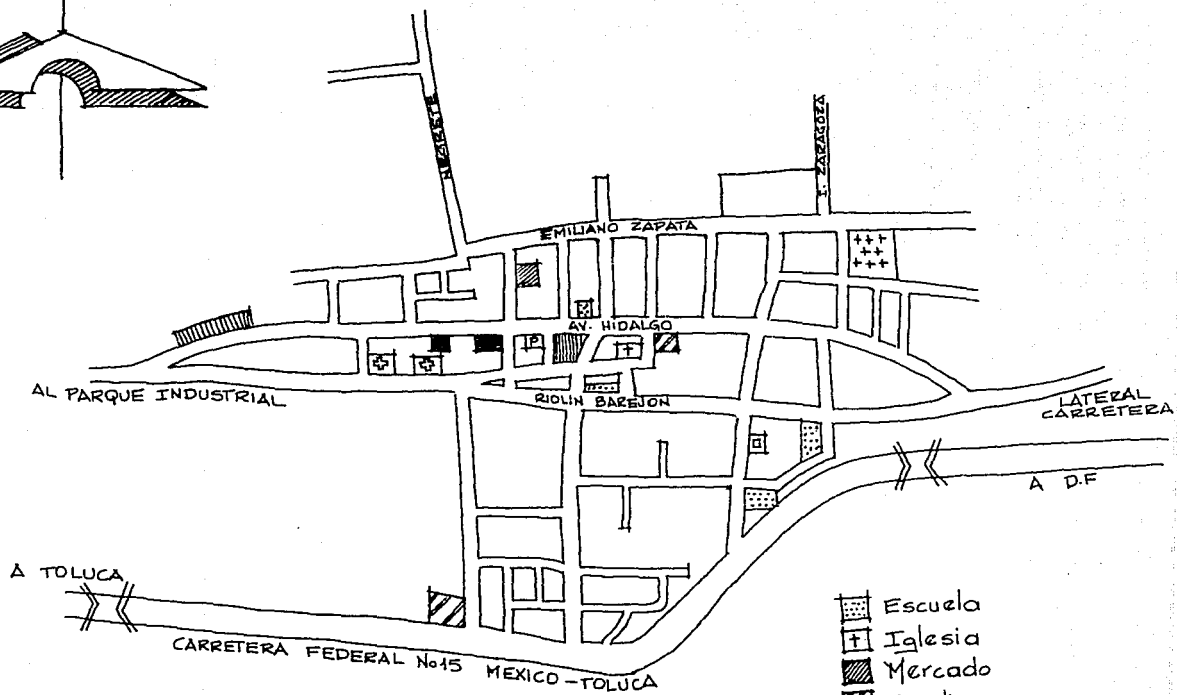 NEGRETE
I. ZARAGOZA
EMILIANO ZAPATA
AV. HIDALGO
P
AL PARQUE INDUSTRIAL
RIOLIN BAREJON
LATERAL
CARRETERA
A D.F
A TOLUCA
CARRETERA FEDERAL No15 MEXICO-TOLUCA
Escuela
Iglesia
Mercado